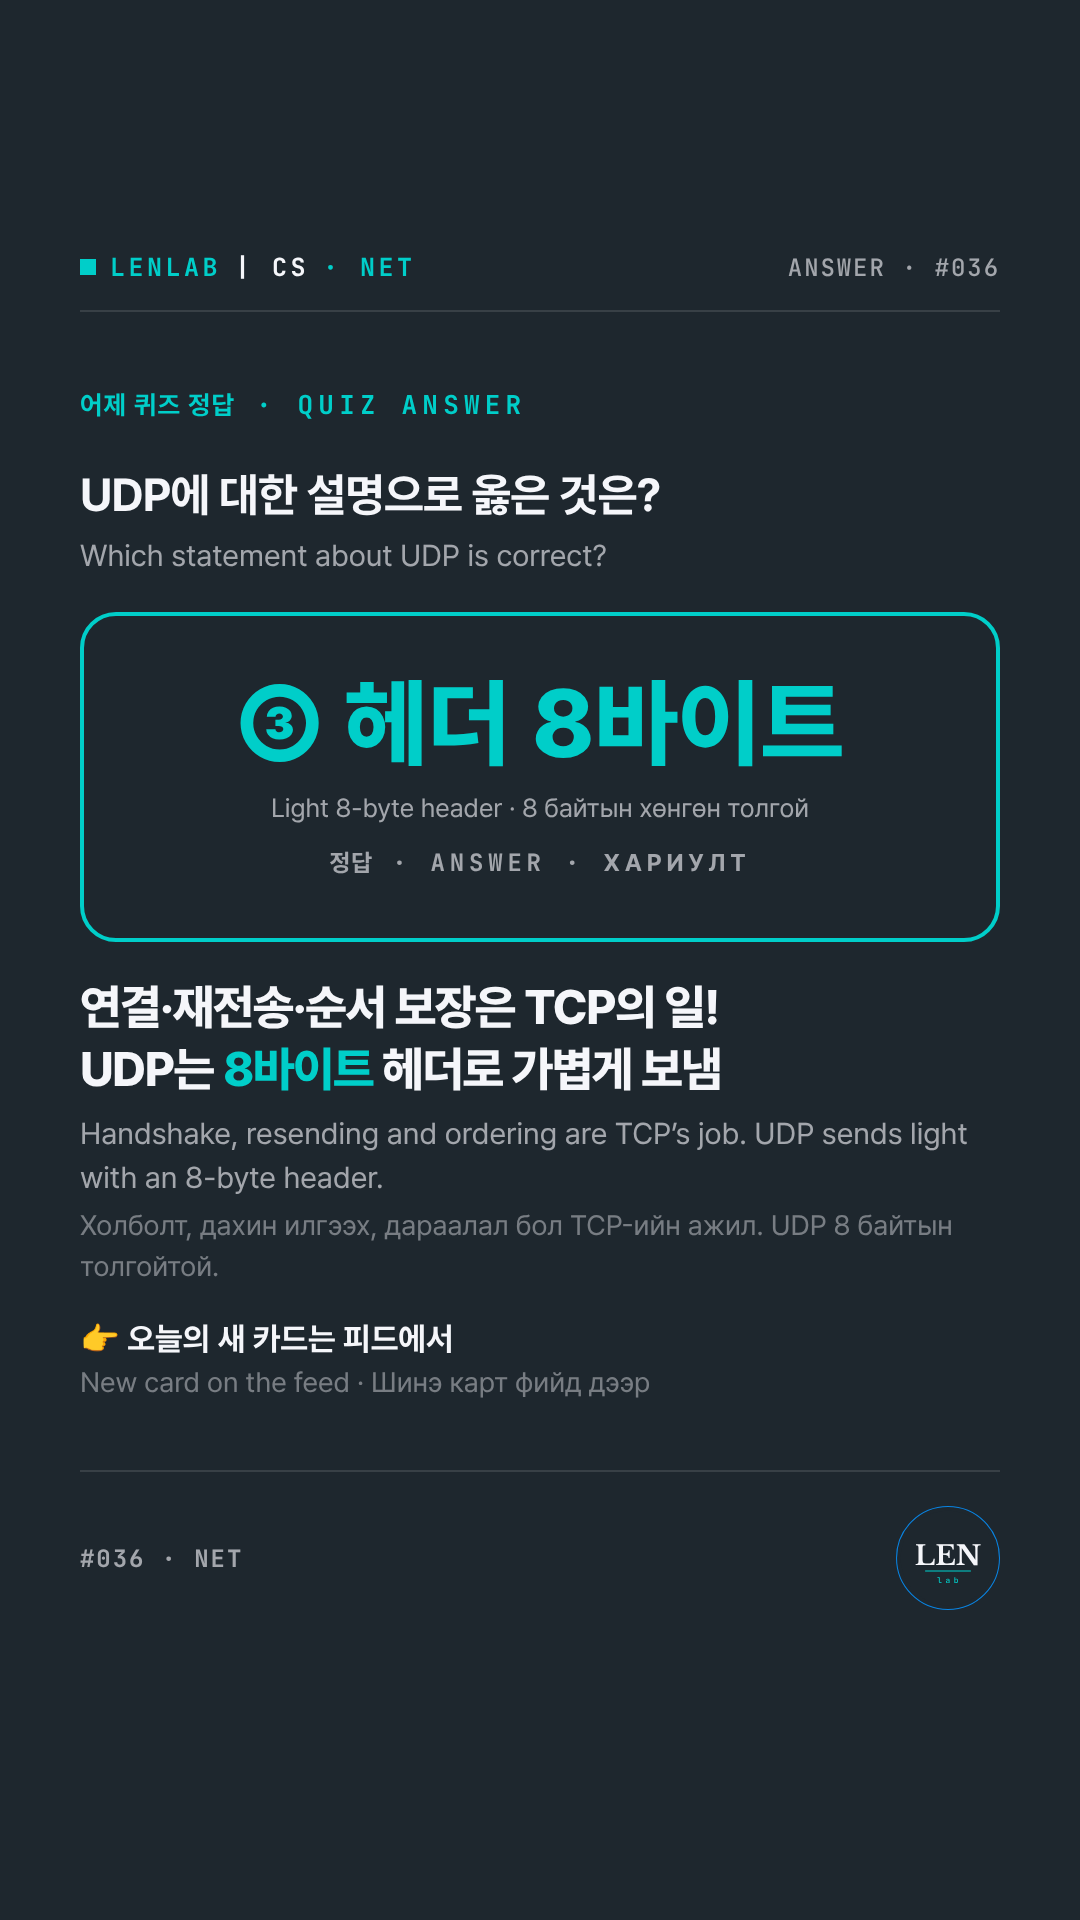 LENLAB | CS · NET
ANSWER · #036
어제 퀴즈 정답 · QUIZ ANSWER
UDP에 대한 설명으로 옳은 것은?
Which statement about UDP is correct?
③ 헤더 8바이트
Light 8-byte header · 8 байтын хөнгөн толгой
정답 · ANSWER · ХАРИУЛТ
연결·재전송·순서 보장은 TCP의 일!
UDP는 8바이트 헤더로 가볍게 보냄
Handshake, resending and ordering are TCP’s job. UDP sends light
with an 8-byte header.
Холболт, дахин илгээх, дараалал бол TCP-ийн ажил. UDP 8 байтын
толгойтой.
👉 오늘의 새 카드는 피드에서
New card on the feed · Шинэ карт фийд дээр
#036 · NET
LEN
lab